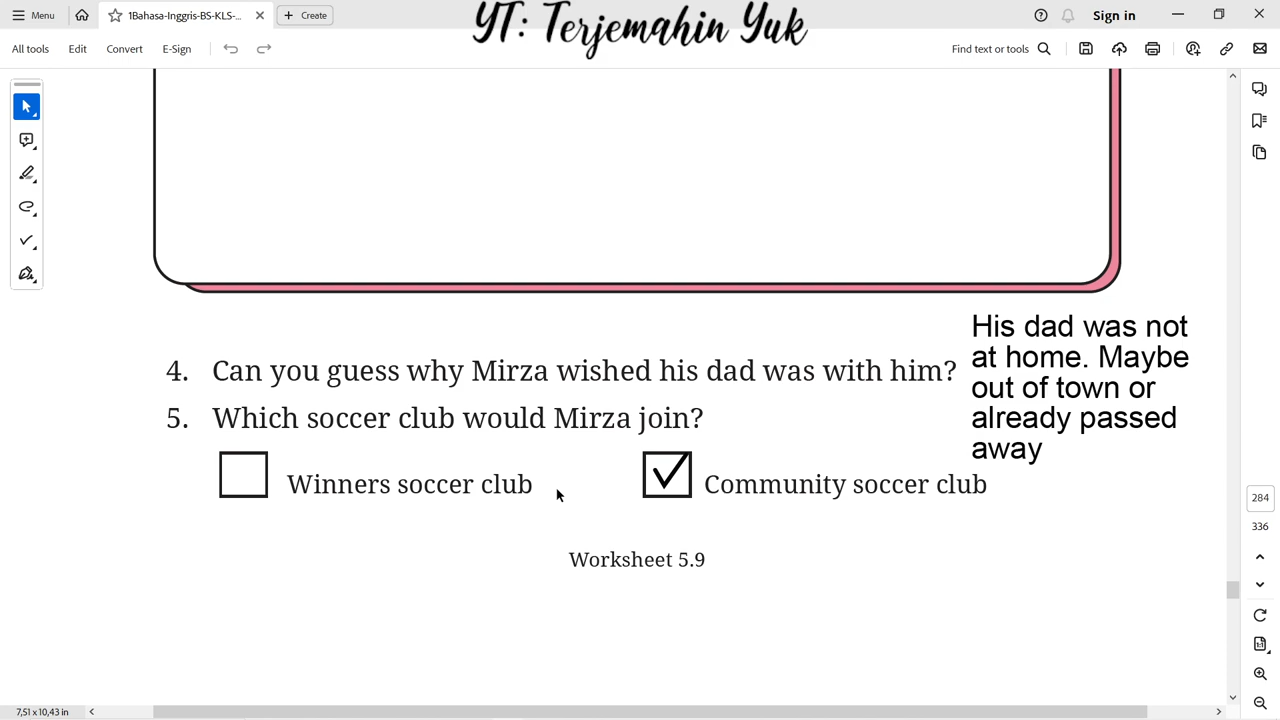 Menu
1Bahasa-Inggris-BS-KLS-...
Create
YT: Terjemahin Yuk
Sign in
All tools Edit Convert E-Sign
Find text or tools
4. Can you guess why Mirza wished his dad was with him?
His dad was not
at home. Maybe
out of town or
already passed
away
5. Which soccer club would Mirza join?
Winners soccer club
Community soccer club
Worksheet 5.9
284
336
7,51 x 10,43 in